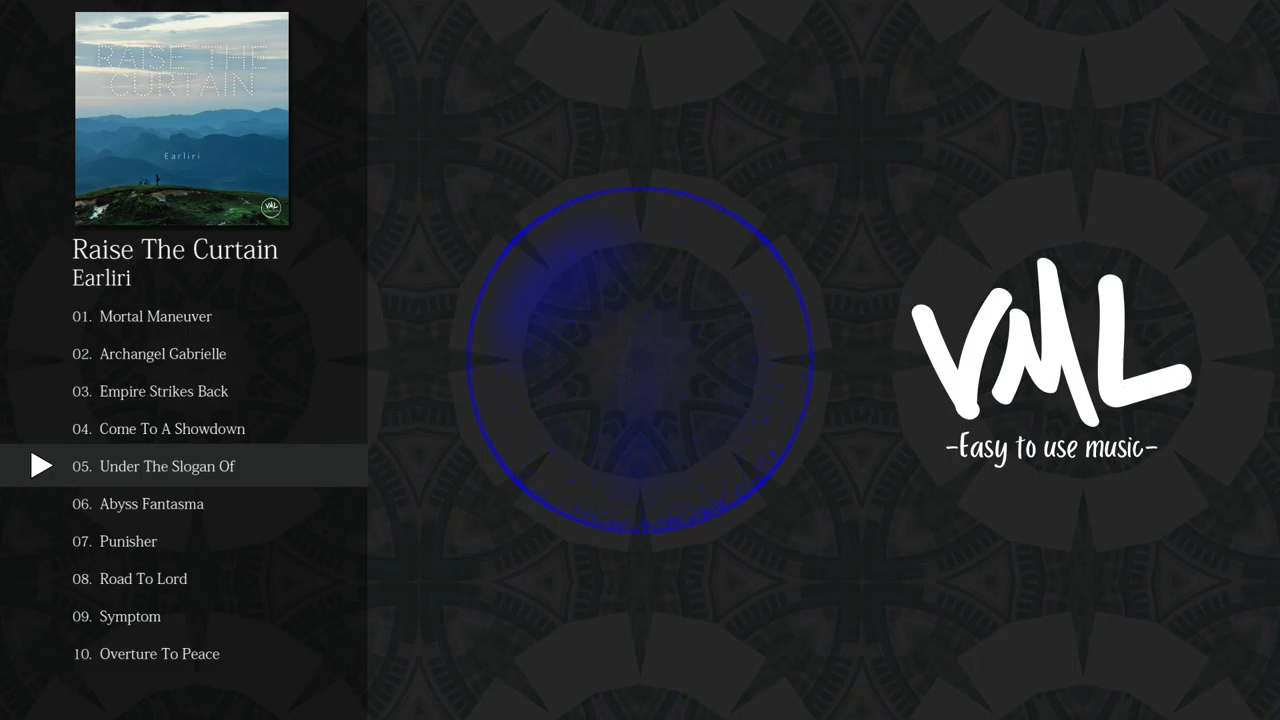 RAISE THE
CURTAIN
Earliri
VML
Raise The Curtain
Earliri
01. Mortal Maneuver
02. Archangel Gabrielle
03. Empire Strikes Back
04. Come To A Showdown
05. Under The Slogan Of
06. Abyss Fantasma
07. Punisher
08. Road To Lord
09. Symptom
10. Overture To Peace
VML
-Easy to use music-